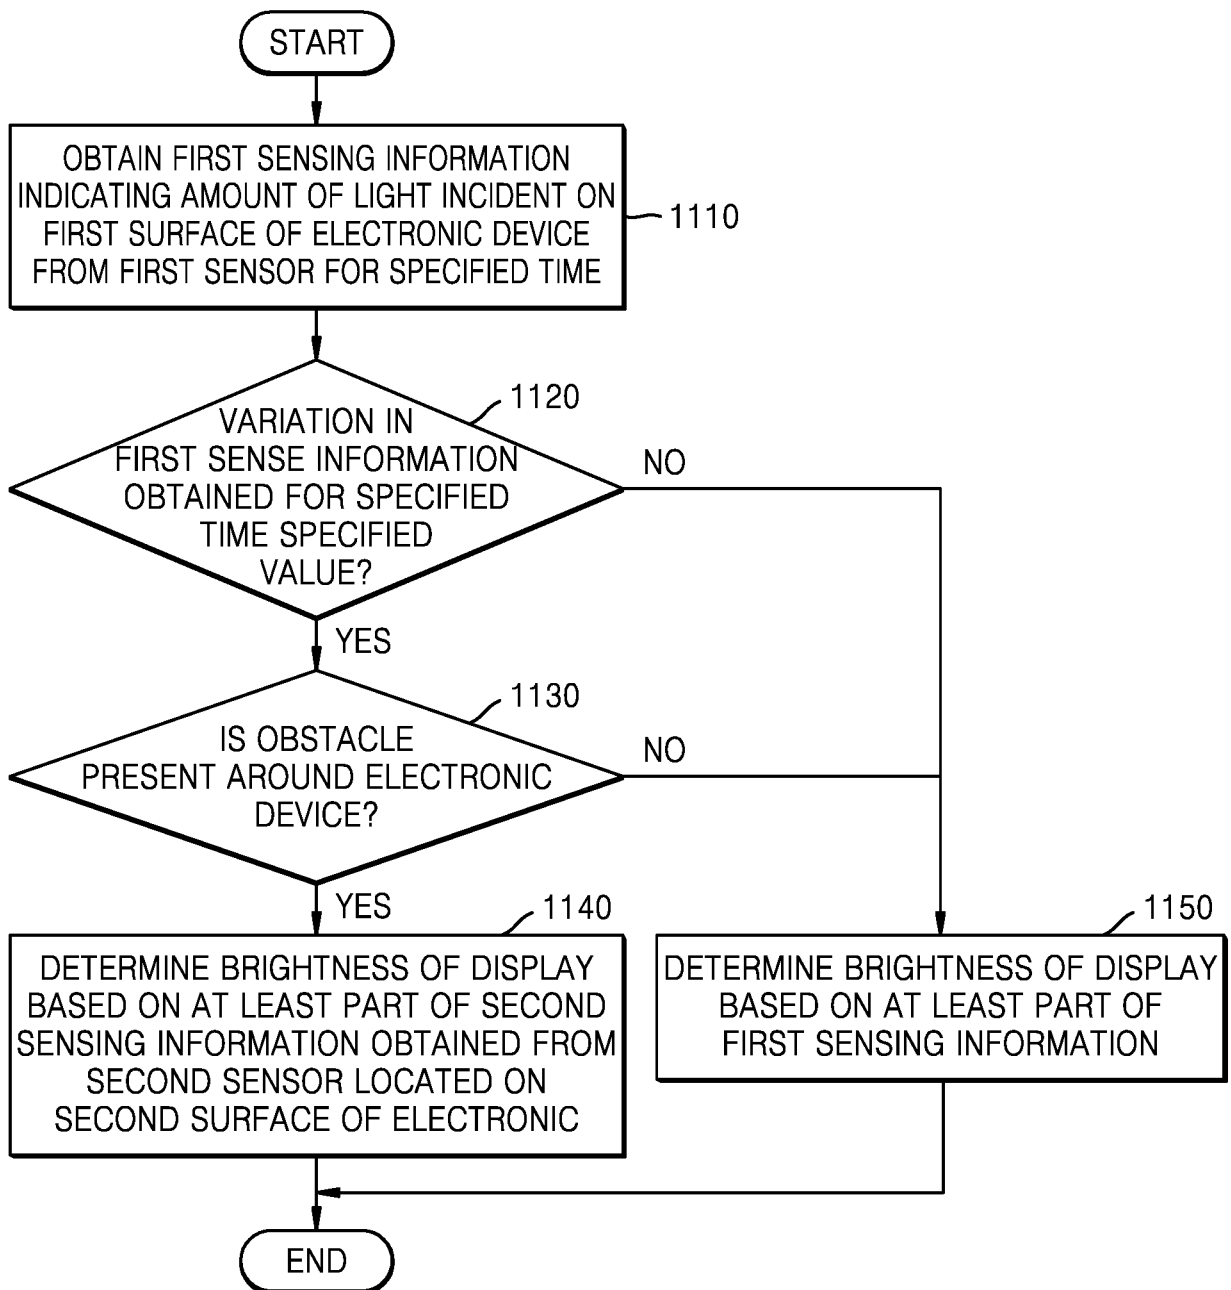 START
OBTAIN FIRST SENSING INFORMATION
INDICATING AMOUNT OF LIGHT INCIDENT ON
FIRST SURFACE OF ELECTRONIC DEVICE
FROM FIRST SENSOR FOR SPECIFIED TIME
1110
1120
VARIATION IN
FIRST SENSE INFORMATION
OBTAINED FOR SPECIFIED
TIME SPECIFIED
VALUE?
NO
YES
1130
IS OBSTACLE
PRESENT AROUND ELECTRONIC
DEVICE?
NO
YES
1140
DETERMINE BRIGHTNESS OF DISPLAY
BASED ON AT LEAST PART OF SECOND
SENSING INFORMATION OBTAINED FROM
SECOND SENSOR LOCATED ON
SECOND SURFACE OF ELECTRONIC
1150
DETERMINE BRIGHTNESS OF DISPLAY
BASED ON AT LEAST PART OF
FIRST SENSING INFORMATION
END